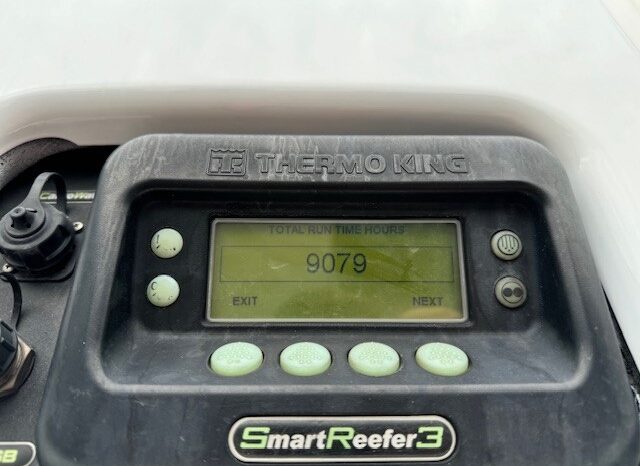 THERMO KING
TOTAL RUN TIME HOURS
9079
EXIT NEXT
SmartReefer3